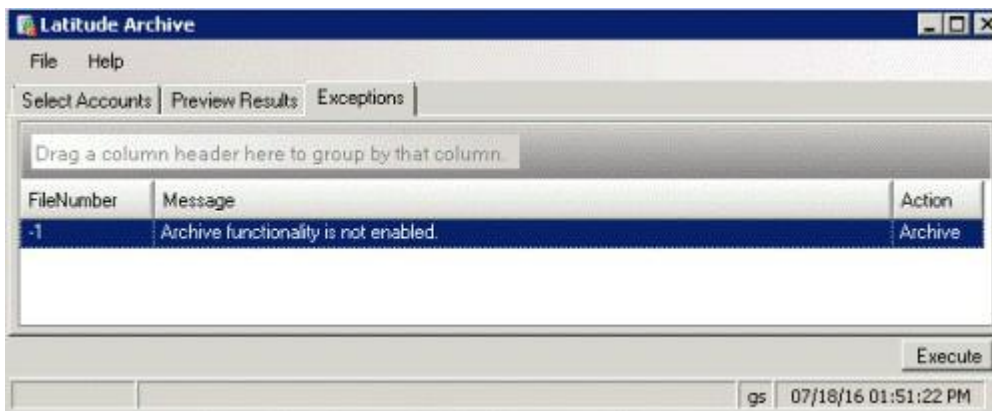 Latitude Archive
File Help
Select Accounts Preview Results Exceptions
Drag a column header here to group by that column.
FileNumber Message Action
-1 Archive functionality is not enabled. Archive
Execute
gs 07/18/16 01:51:22 PM